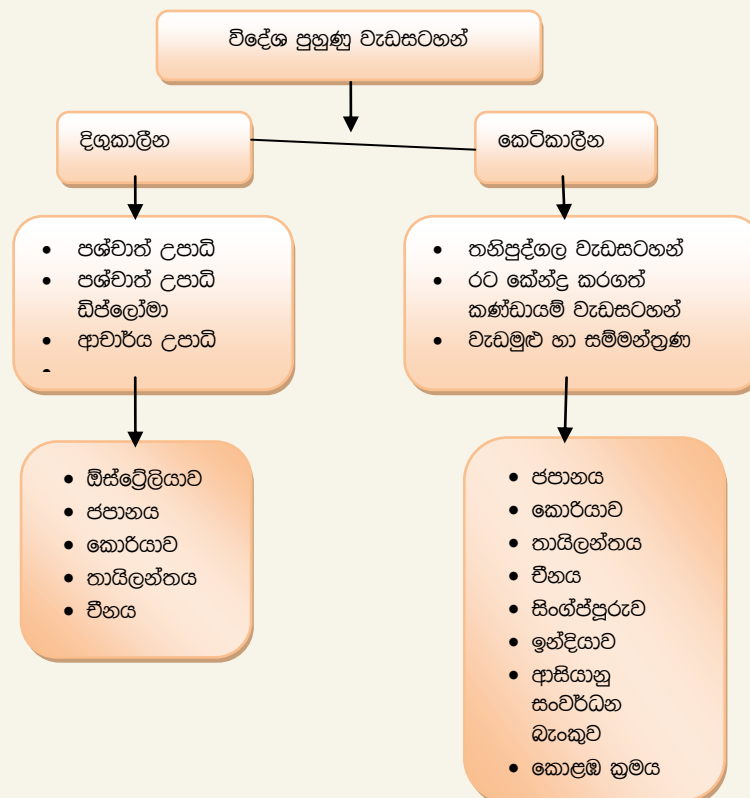 විදේශ පුහුණු වැඩසටහන්
දිගුකාලීන
කෙටිකාලීන
• පශ්චාත් උපාධි
• පශ්චාත් උපාධි
ඩිප්ලෝමා
• ආචාර්ය උපාධි
•
• තනිපුද්ගල වැඩසටහන්
• රට කේන්ද්‍ර කරගත්
කණ්ඩායම් වැඩසටහන්
• වැඩමුළු හා සම්මන්ත්‍රණ
• ඕස්ට්‍රේලියාව
• ජපානය
• කොරියාව
• තායිලන්තය
• චීනය
• ජපානය
• කොරියාව
• තායිලන්තය
• චීනය
• සිංග්ප්පූරුව
• ඉන්දියාව
• ආසියානු
සංවර්ධන
බැංකුව
• කොළඹ ක්‍රමය